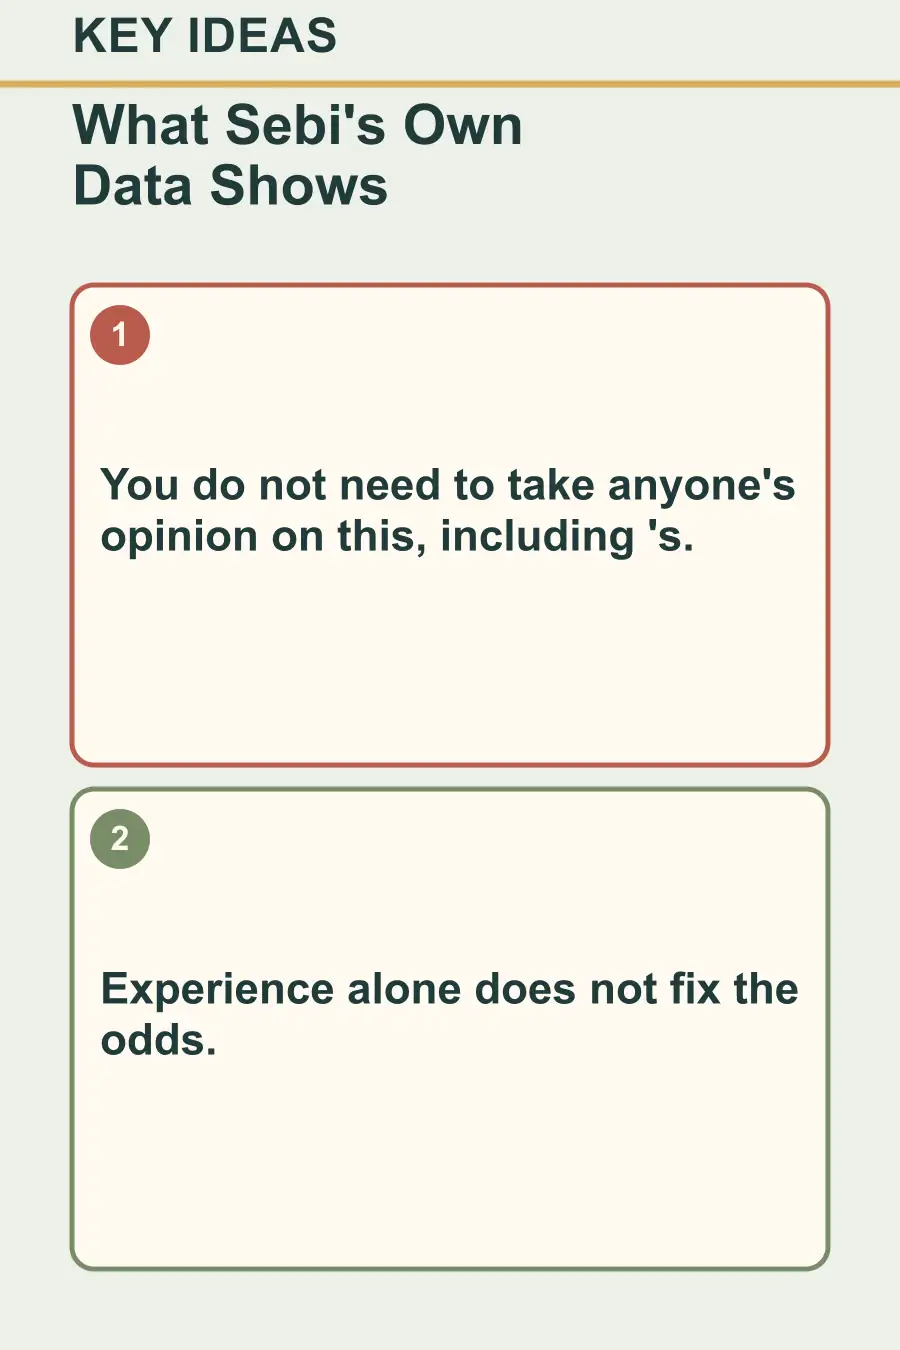 KEY IDEAS
What Sebi's Own
Data Shows
1
You do not need to take anyone's
opinion on this, including 's.
2
Experience alone does not fix the
odds.